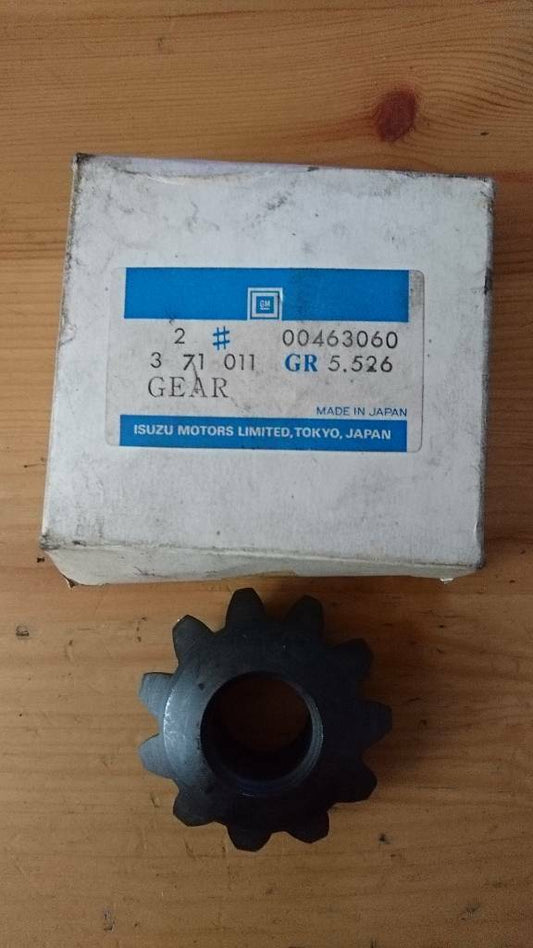 GM
2 # 00463060
3 71 011 GR 5.526
GEAR
MADE IN JAPAN
ISUZU MOTORS LIMITED, TOKYO, JAPAN